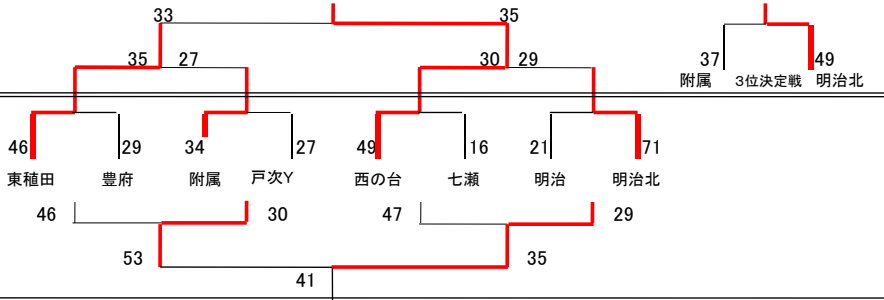 33 35
35 27 30 29 37 49
附属 3位決定戦 明治北
46 29 34 27 49 16 21 71
東稙田 豊府 附属 戸次Y 西の台 七瀬 明治 明治北
46 30 47 29
53 35
41